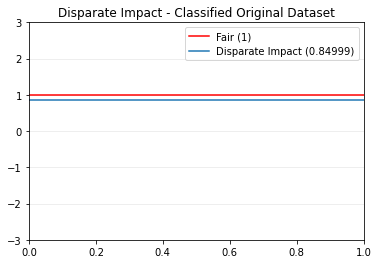 Disparate Impact - Classified Original Dataset
3
Fair (1)
Disparate Impact (0.84999)
2
1
0
−1
−2
−3
0.0 0.2 0.4 0.6 0.8 1.0